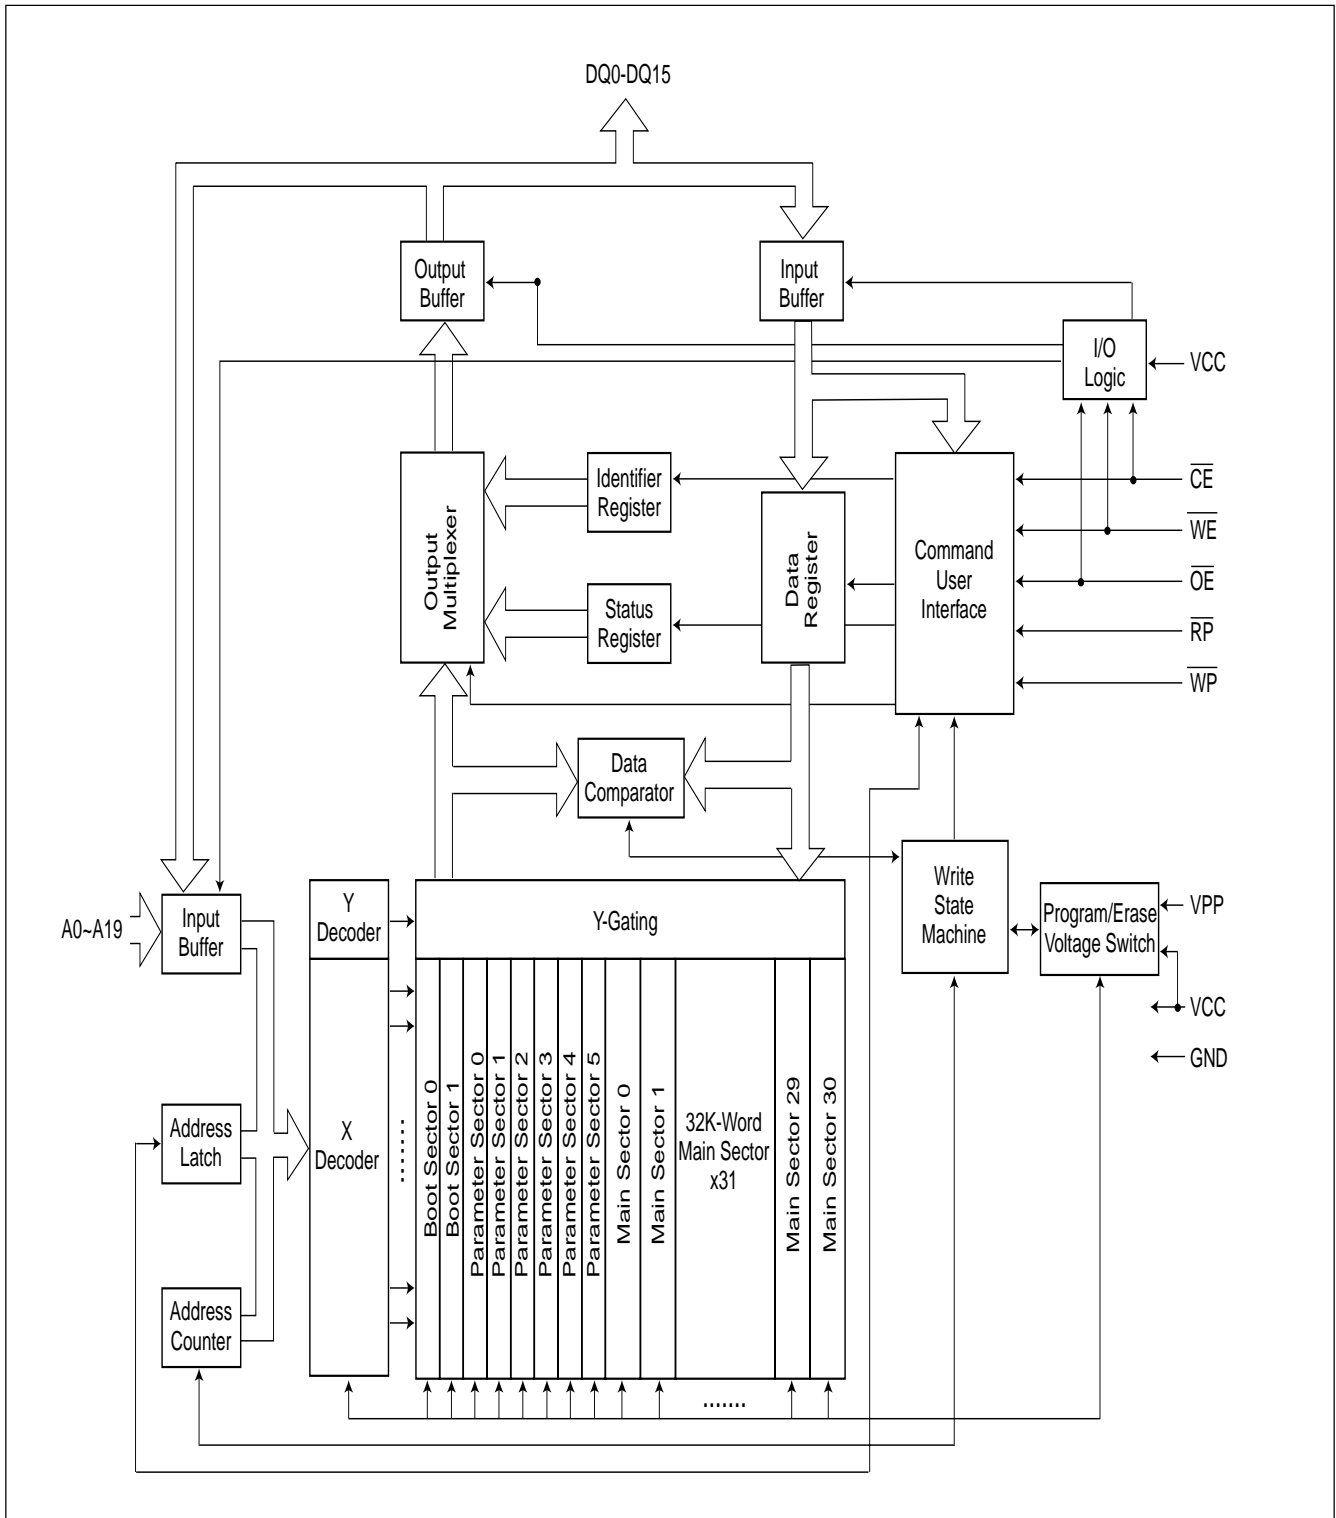 DQ0-DQ15
Output
Buffer
Input
Buffer
I/O
Logic
VCC
Output
Multiplexer
Identifier
Register
Status
Register
Data
Register
Command
User
Interface
CE
WE
OE
RP
WP
Data
Comparator
Write
State
Machine
Program/Erase
Voltage Switch
VPP
VCC
GND
A0~A19
Input
Buffer
Y
Decoder
Y-Gating
Address
Latch
X
Decoder
Address
Counter
.......
Boot Sector 0
Boot Sector 1
Parameter Sector 0
Parameter Sector 1
Parameter Sector 2
Parameter Sector 3
Parameter Sector 4
Parameter Sector 5
Main Sector 0
Main Sector 1
32K-Word
Main Sector
x31
Main Sector 29
Main Sector 30
.......